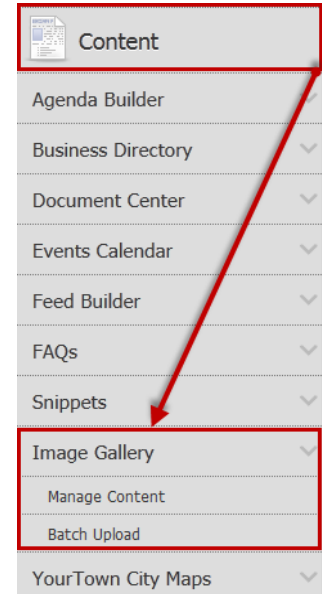 Content
Agenda Builder
Business Directory
Document Center
Events Calendar
Feed Builder
FAQs
Snippets
Image Gallery
Manage Content
Batch Upload
YourTown City Maps